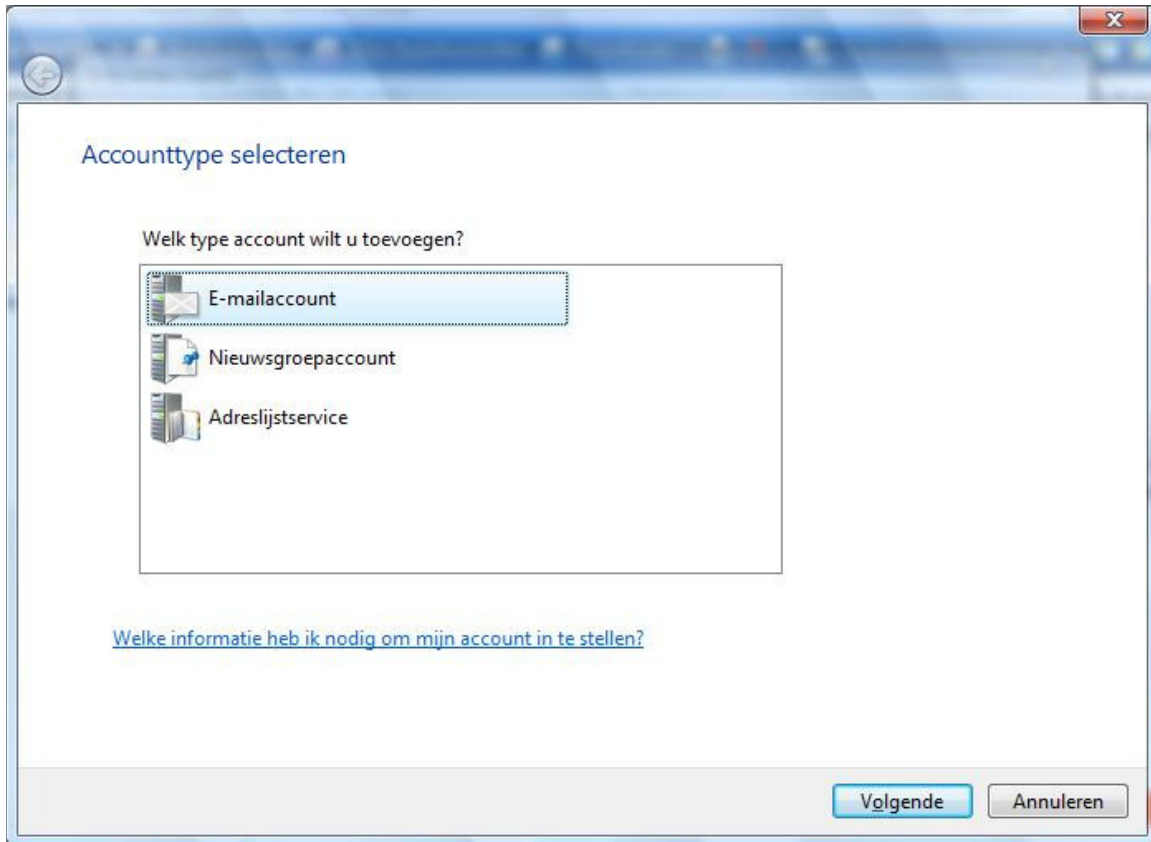 Accounttype selecteren
Welk type account wilt u toevoegen?
E-mailaccount
Nieuwsgroepaccount
Adreslijstservice
Welke informatie heb ik nodig om mijn account in te stellen?
Volgende
Annuleren